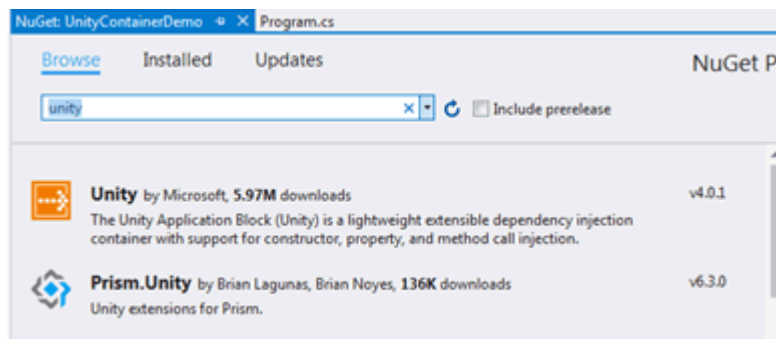 NuGet: UnityContainerDemo Program.cs
Browse Installed Updates NuGet P
unity Include prerelease
Unity by Microsoft, 5.97M downloads v4.0.1
The Unity Application Block (Unity) is a lightweight extensible dependency injection
container with support for constructor, property, and method call injection.
Prism.Unity by Brian Lagunas, Brian Noyes, 136K downloads v6.3.0
Unity extensions for Prism.